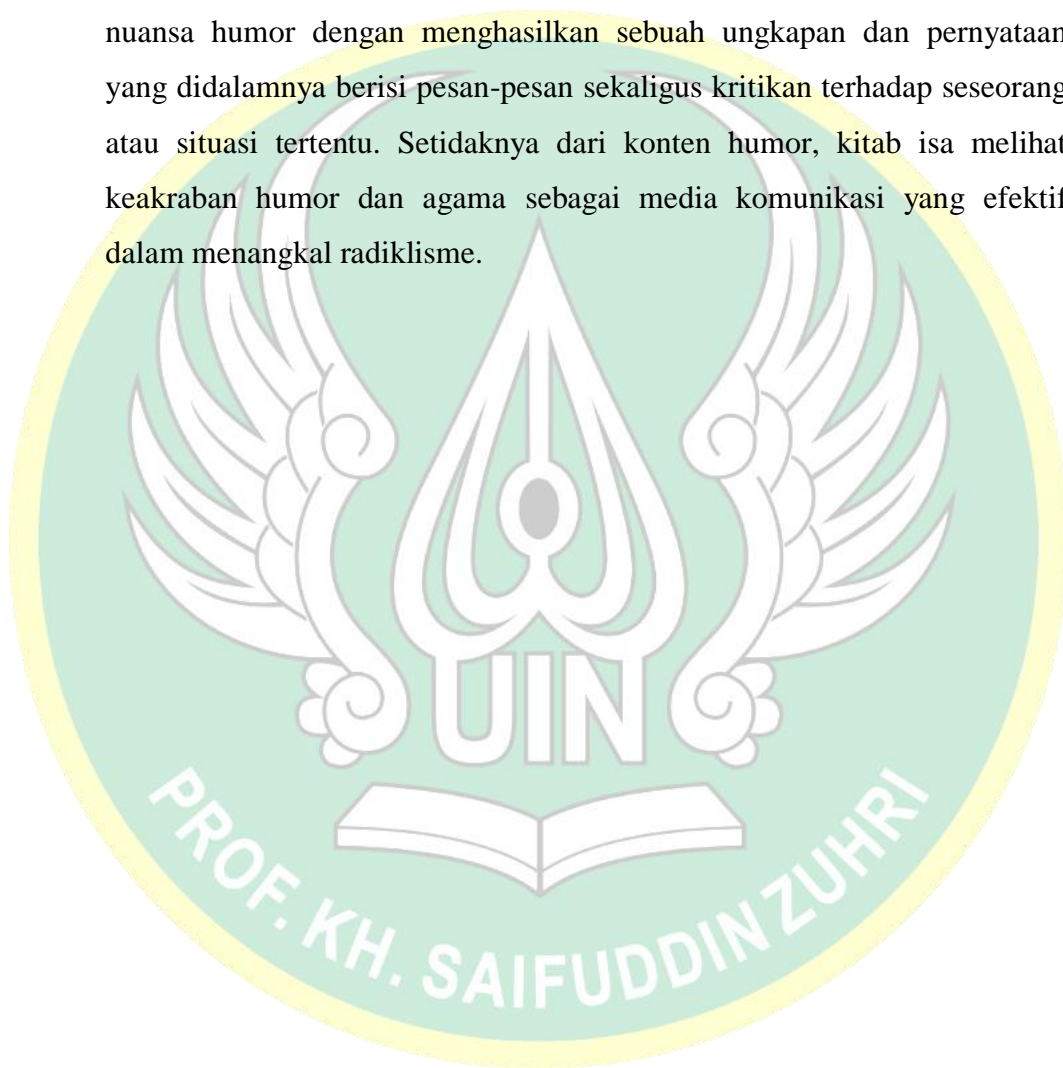 nuansa humor dengan menghasilkan sebuah ungkapan dan pernyataan
yang didalamnya berisi pesan-pesan sekaligus kritikan terhadap seseorang
atau situasi tertentu. Setidaknya dari konten humor, kitab isa melihat
keakraban humor dan agama sebagai media komunikasi yang efektif
dalam menangkal radiklisme.
UIN
PROF. KH. SAIFUDDIN ZUHRI